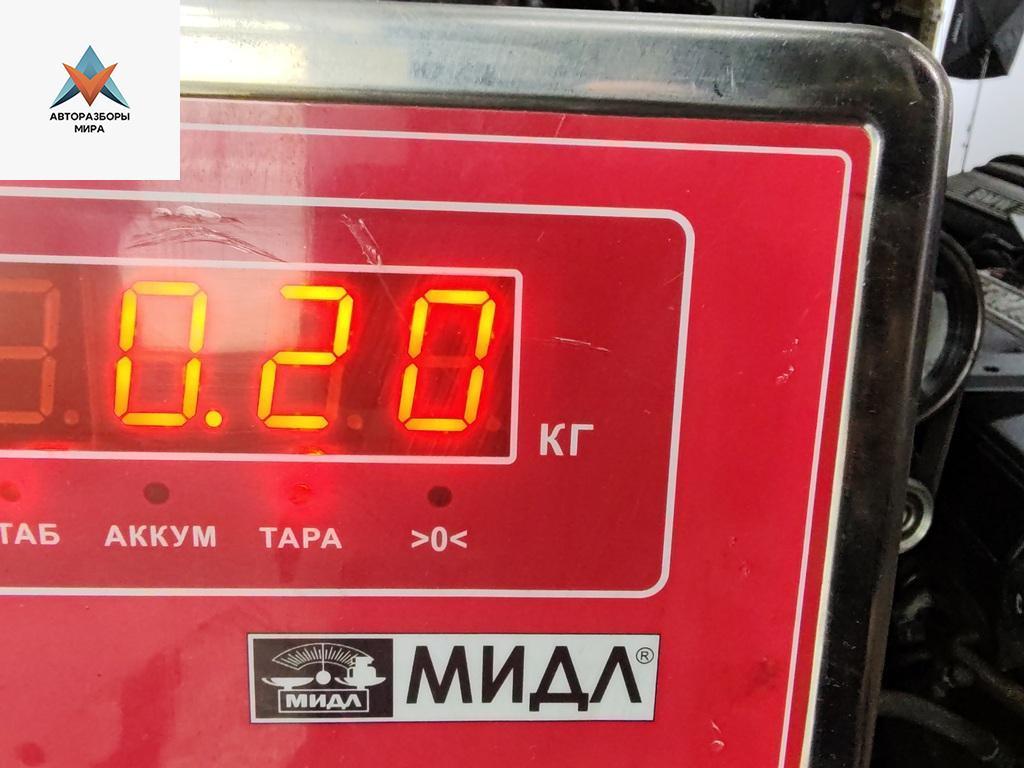 АВТОРАЗБОРЫ
МИРА
0.20
КГ
ТАБ АККУМ ТАРА >0<
МИДЛ МИДЛ®